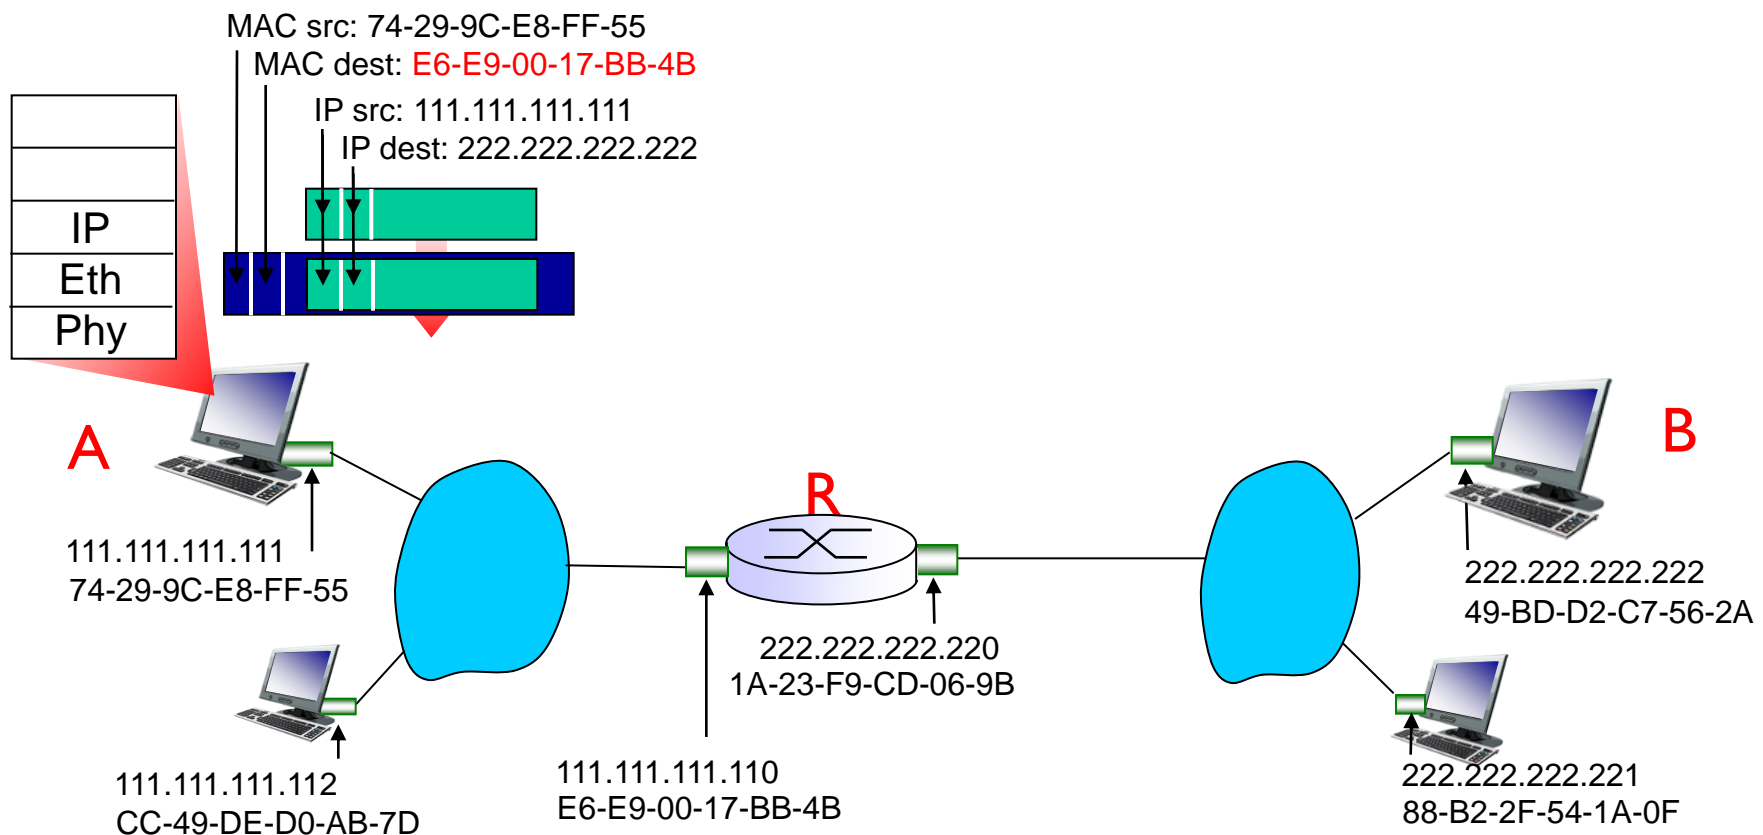 MAC src: 74-29-9C-E8-FF-55
MAC dest: E6-E9-00-17-BB-4B
IP src: 111.111.111.111
IP dest: 222.222.222.222
IP
Eth
Phy
A
111.111.111.111
74-29-9C-E8-FF-55
111.111.111.112
CC-49-DE-D0-AB-7D
R
222.222.222.220
1A-23-F9-CD-06-9B
111.111.111.110
E6-E9-00-17-BB-4B
B
222.222.222.222
49-BD-D2-C7-56-2A
222.222.222.221
88-B2-2F-54-1A-0F